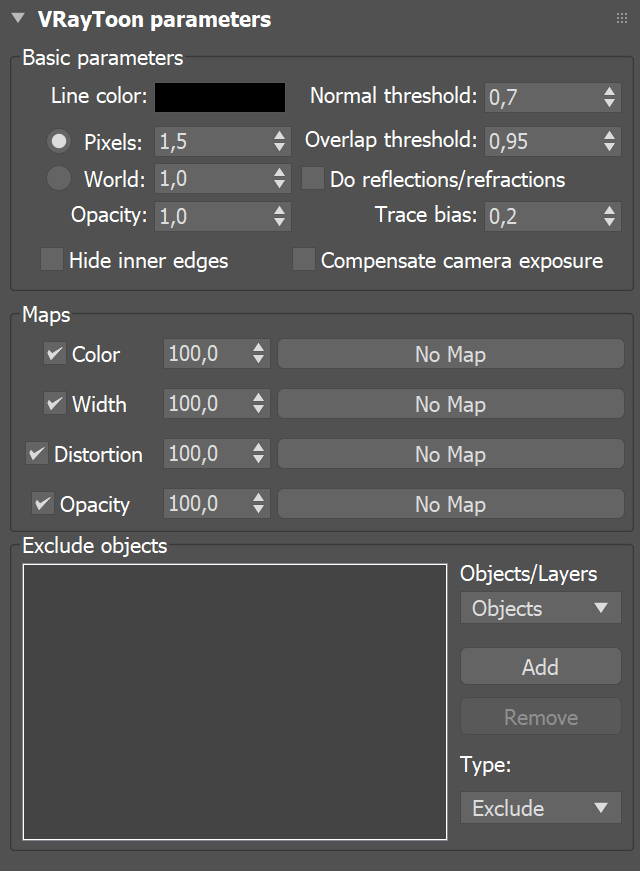 VRayToon parameters
Basic parameters
Line color: Normal threshold: 0,7
Pixels: 1,5 Overlap threshold: 0,95
World: 1,0 Do reflections/refractions
Opacity: 1,0 Trace bias: 0,2
Hide inner edges Compensate camera exposure
Maps
Color 100,0 No Map
Width 100,0 No Map
Distortion 100,0 No Map
Opacity 100,0 No Map
Exclude objects
Objects/Layers
Objects
Add
Remove
Type:
Exclude